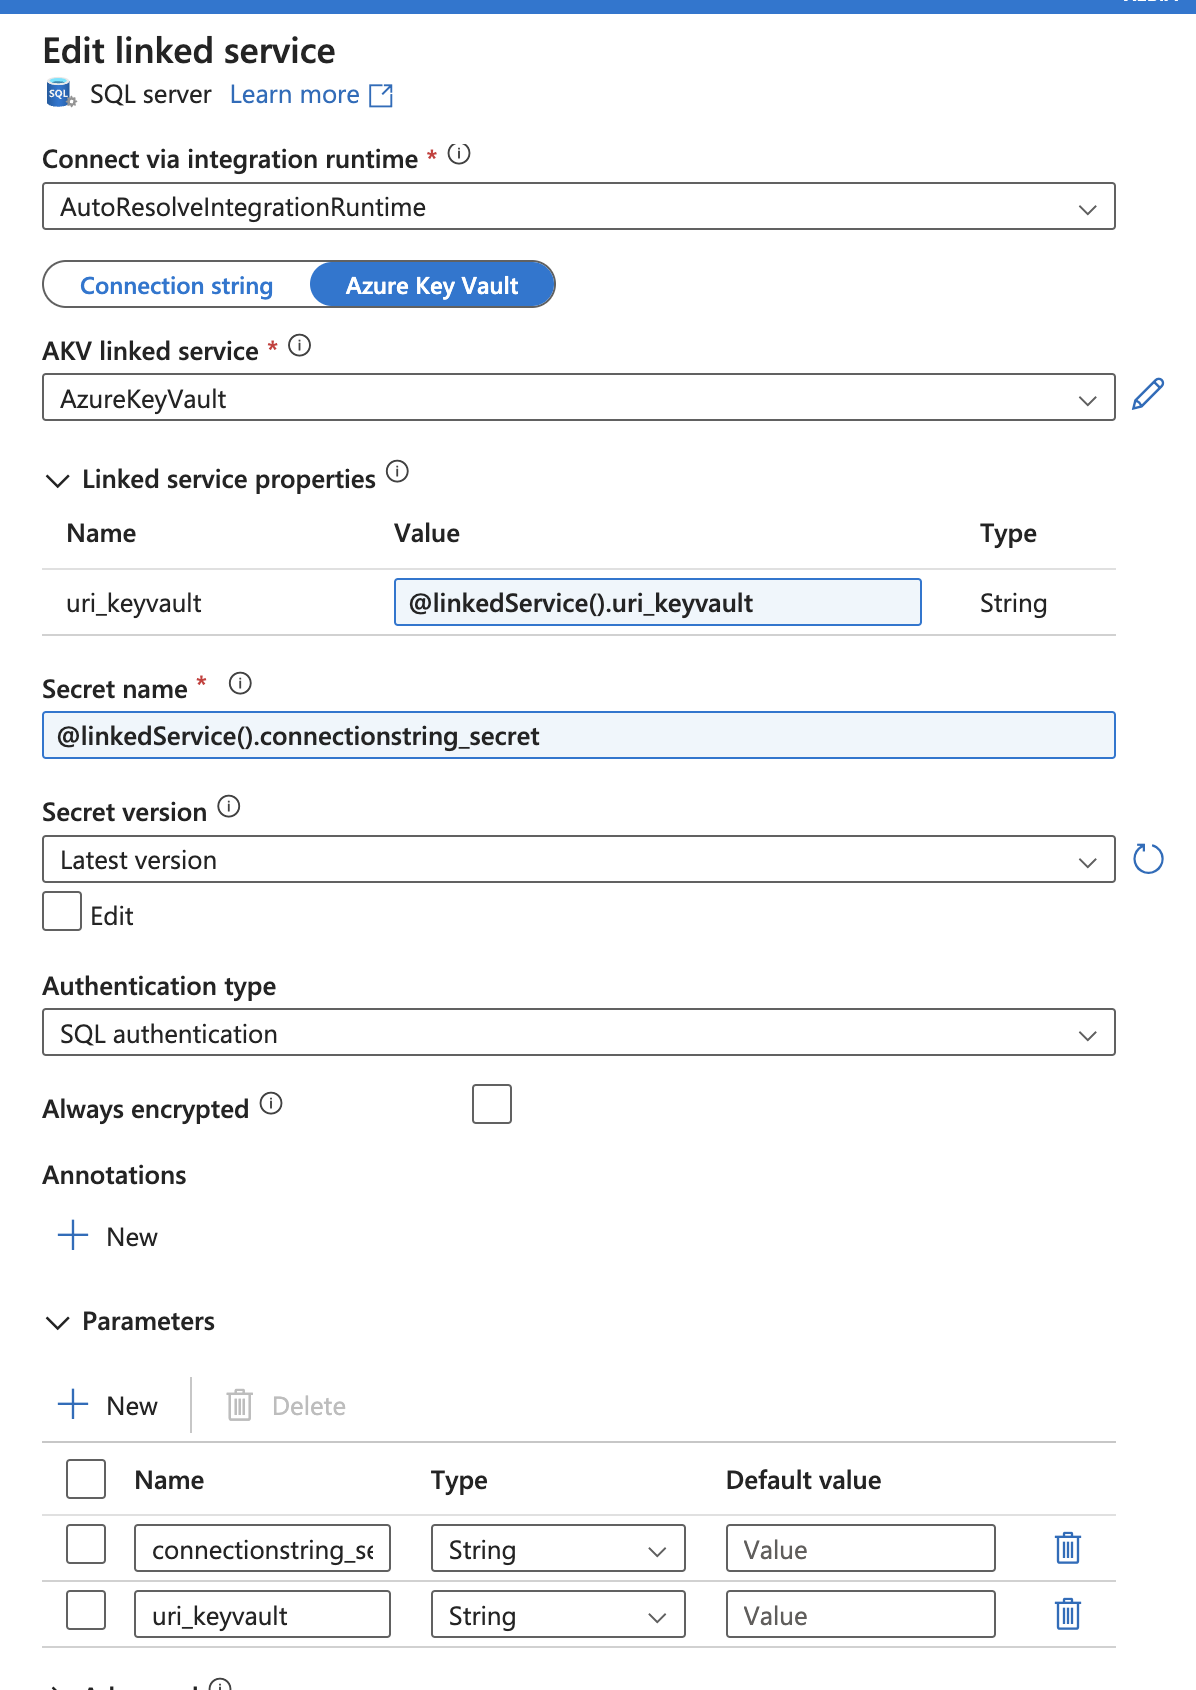 Edit linked service
SQL
SQL server Learn more
Connect via integration runtime *
AutoResolveIntegrationRuntime
Connection string Azure Key Vault
AKV linked service *
AzureKeyVault
Linked service properties
Name Value Type
uri_keyvault @linkedService().uri_keyvault String
Secret name *
@linkedService().connectionstring_secret
Secret version
Latest version
Edit
Authentication type
SQL authentication
Always encrypted
Annotations
New
Parameters
New Delete
Name Type Default value
connectionstring_se String Value
uri_keyvault String Value